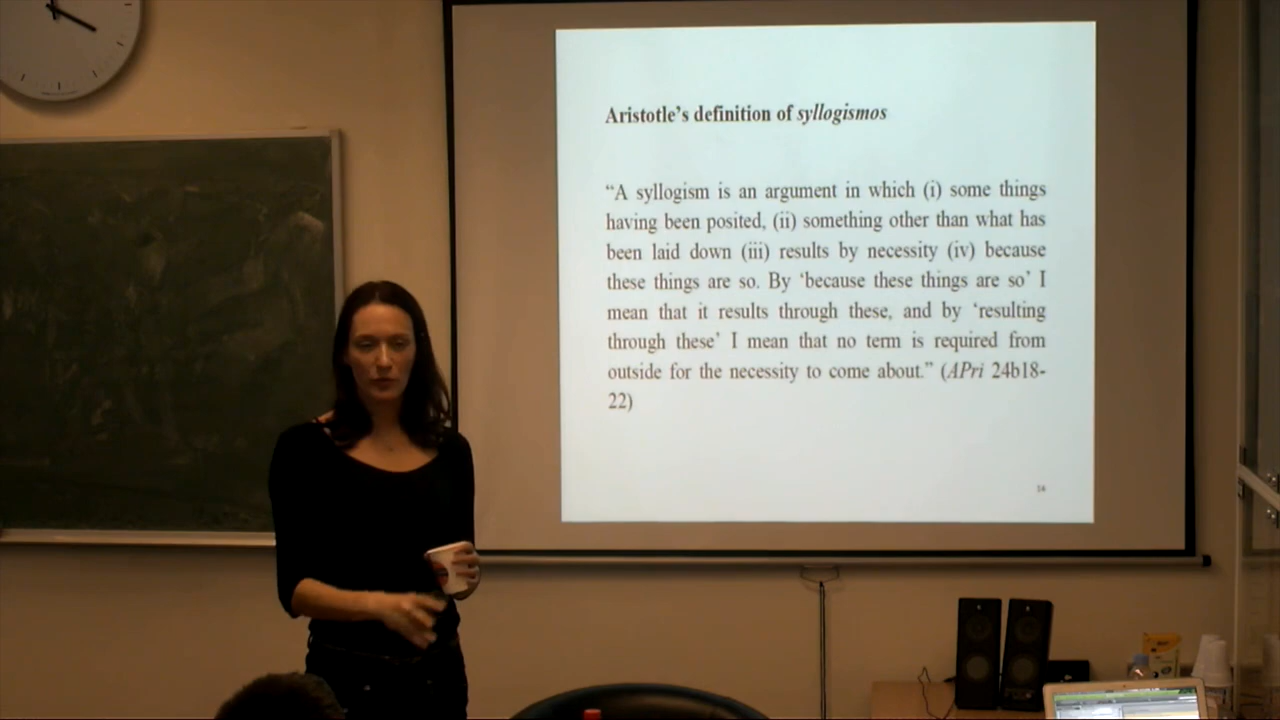 Aristotle's definition of syllogismos
“A syllogism is an argument in which (i) some things
having been posited, (ii) something other than what has
been laid down (iii) results by necessity (iv) because
these things are so. By ‘because these things are so’ I
mean that it results through these, and by ‘resulting
through these’ I mean that no term is required from
outside for the necessity to come about.” (APri 24b18-
22)